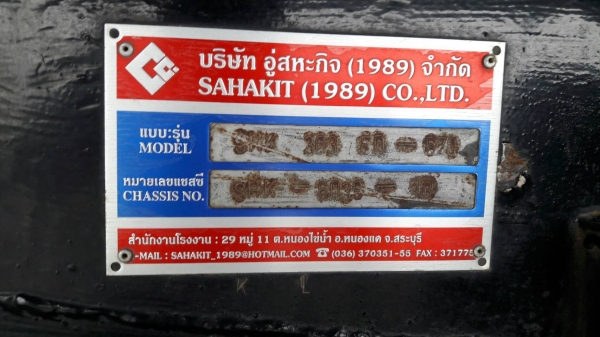 บริษัท อู่สหะกิจ (1989) จำกัด
SAHAKIT (1989) CO.,LTD.
แบบ:รุ่น
MODEL
หมายเลขแชสซี
CHASSIS NO.
สำนักงานโรงงาน : 29 หมู่ 11 ต.หนองไข่น้ำ อ.หนองแค จ.สระบุรี
-MAIL : SAHAKIT_1989@HOTMAIL.COM ☎ (036) 370351-55 FAX : 371775
K L